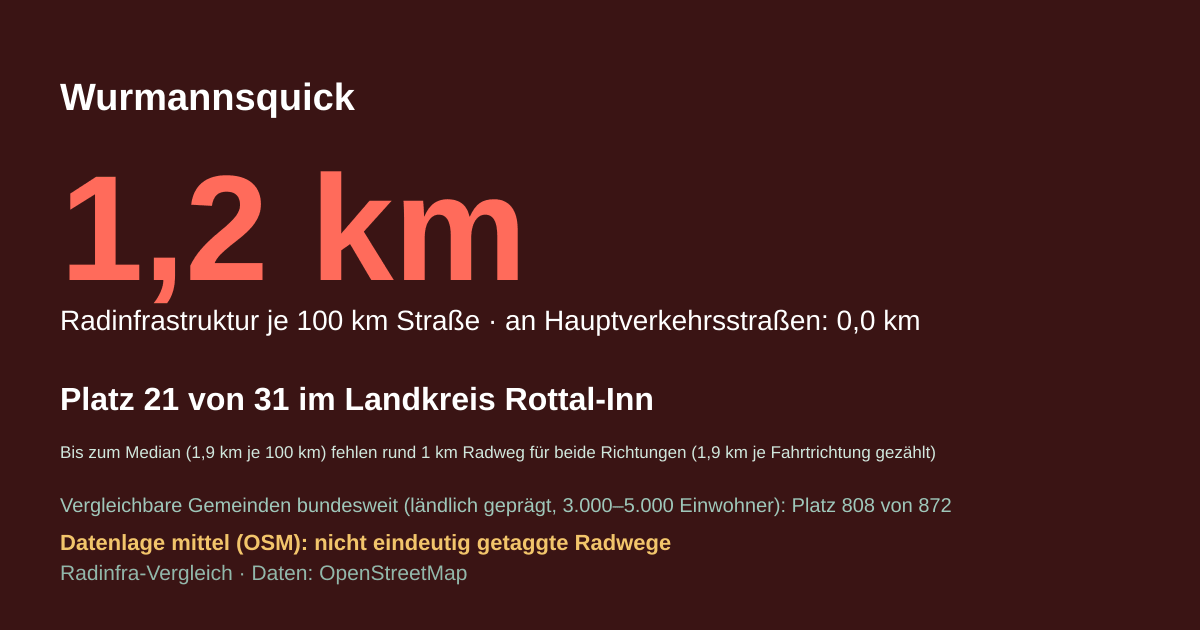 Wurmannsquick
1,2 km
Radinfrastruktur je 100 km Straße · an Hauptverkehrsstraßen: 0,0 km
Platz 21 von 31 im Landkreis Rottal-Inn
Bis zum Median (1,9 km je 100 km) fehlen rund 1 km Radweg für beide Richtungen (1,9 km je Fahrtrichtung gezählt)
Vergleichbare Gemeinden bundesweit (ländlich geprägt, 3.000–5.000 Einwohner): Platz 808 von 872
Datenlage mittel (OSM): nicht eindeutig getaggte Radwege
Radinfra-Vergleich · Daten: OpenStreetMap